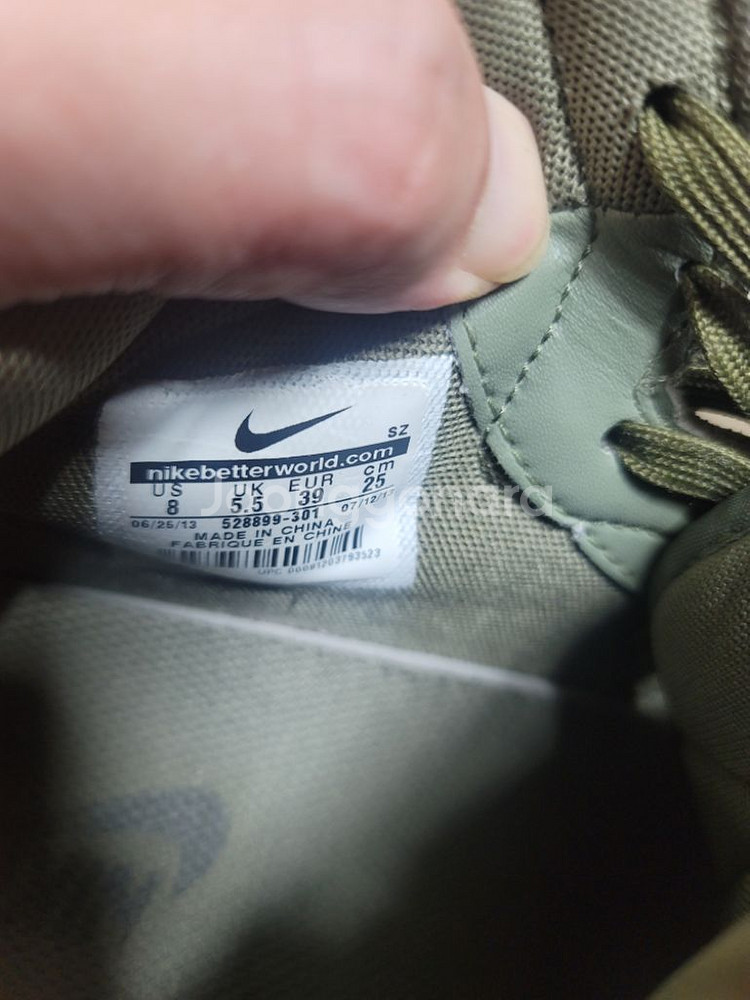 SZ
nikebetterworld.com
US UK EUR cm
8 5.5 39 25
06/25/13 528899-301
MADE IN CHINA
FABRIQUE EN CHINE
Joonggonara